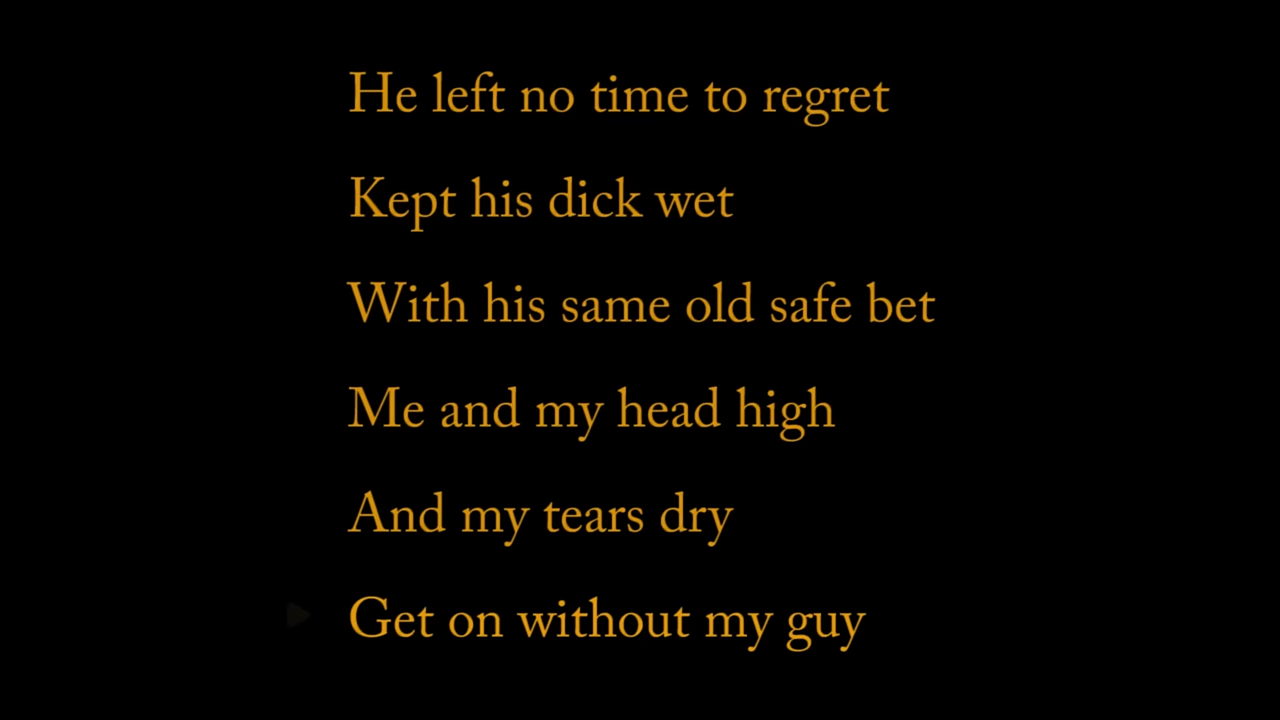 He left no time to regret
Kept his dick wet
With his same old safe bet
Me and my head high
And my tears dry
Get on without my guy